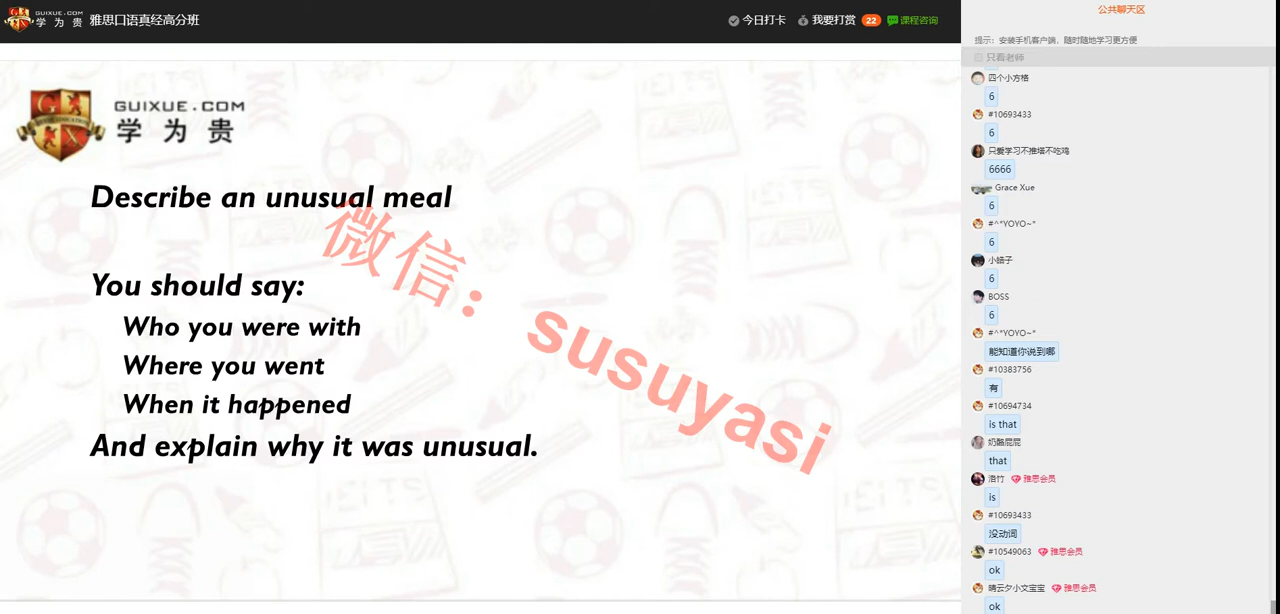 GUIXUE.COM
学为贵
雅思口语真经高分班
今日打卡
我要打赏
22
课程咨询
GUIXUE.COM
学为贵
Describe an unusual meal
You should say:
Who you were with
Where you went
When it happened
And explain why it was unusual.
微信：susuyasi
公共聊天区
提示：安装手机客户端，随时随地学习更方便
只看老师
四个小方格
6
#10693433
6
只爱学习不推塔不吃鸡
6666
Grace Xue
6
#^*YOYO~*
6
6
BOSS
6
#^*YOYO~*
能知道你说到哪
#10383756
有
#10694734
is that
奶酪屁屁
that
洛竹 雅思会员
is
#10693433
没动词
#10549063 雅思会员
ok
晴云夕小文宝宝 雅思会员
ok